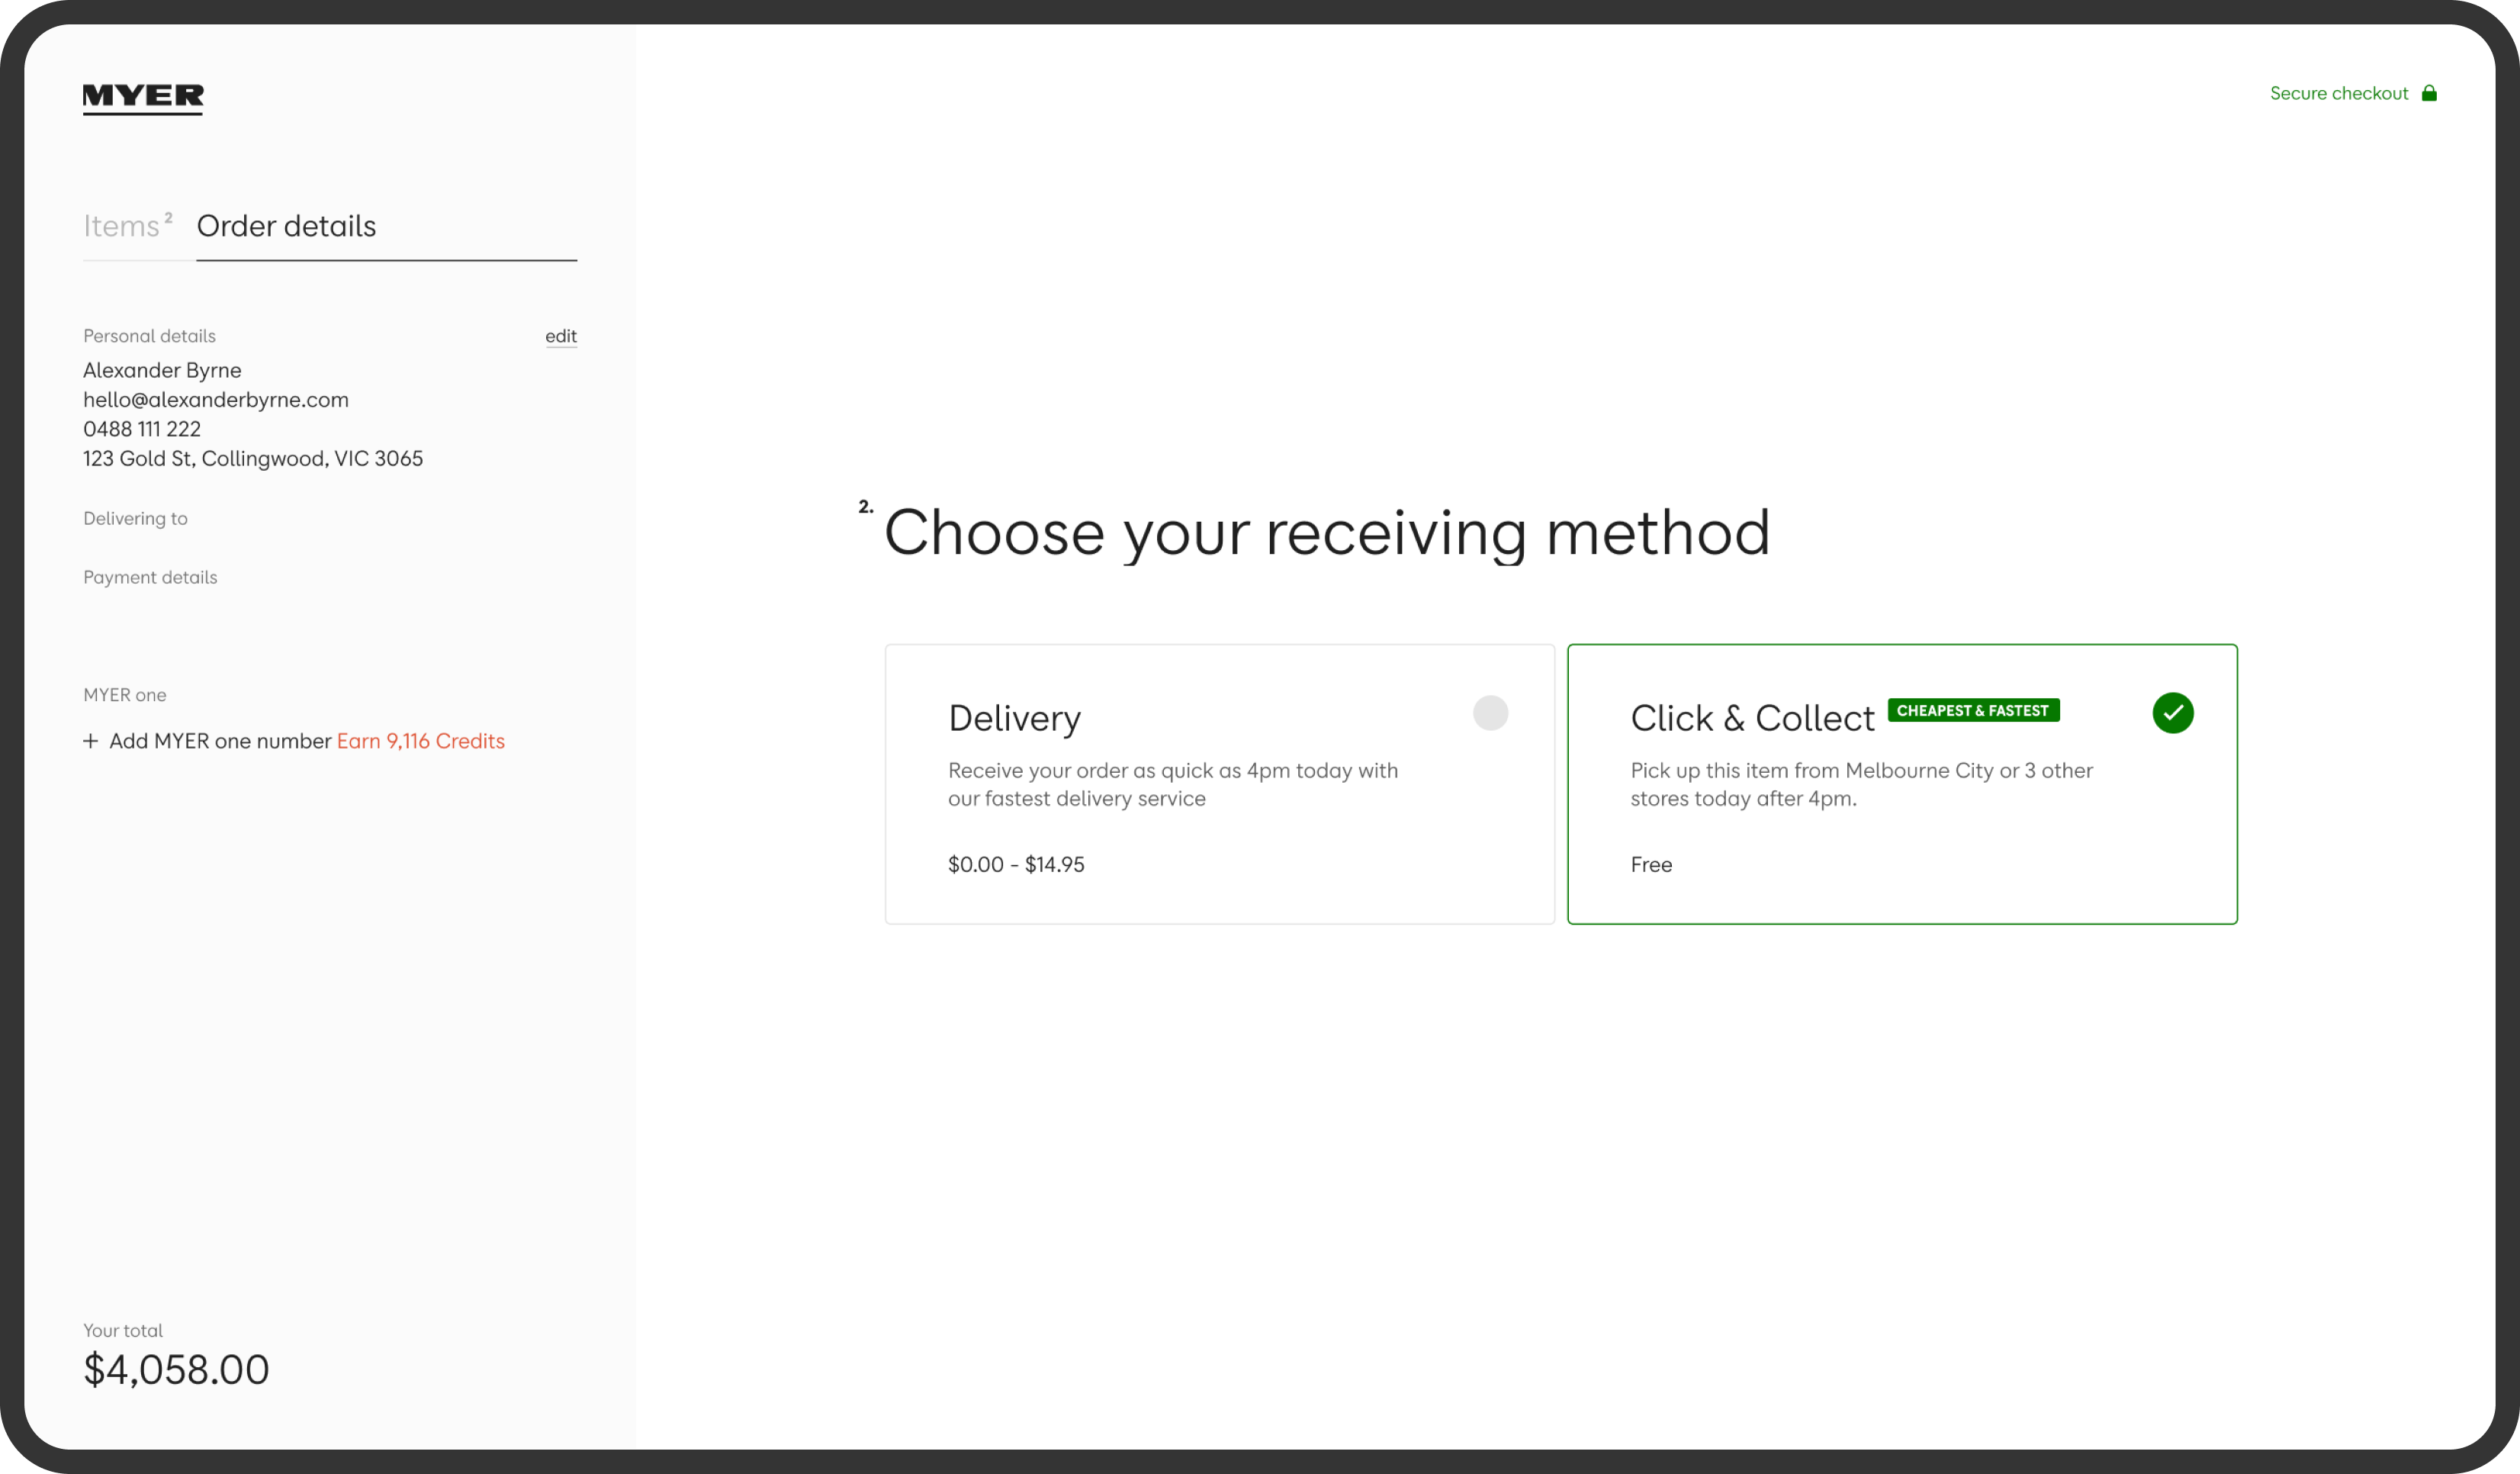 MYER
Secure checkout
Items 2 Order details
Personal details edit
Alexander Byrne
hello@alexanderbyrne.com
0488 111 222
123 Gold St, Collingwood, VIC 3065
Delivering to
Payment details
MYER one
+ Add MYER one number Earn 9,116 Credits
Your total
$4,058.00
2. Choose your receiving method
Delivery
Receive your order as quick as 4pm today with
our fastest delivery service
$0.00 - $14.95
Click & Collect CHEAPEST & FASTEST
Pick up this item from Melbourne City or 3 other
stores today after 4pm.
Free